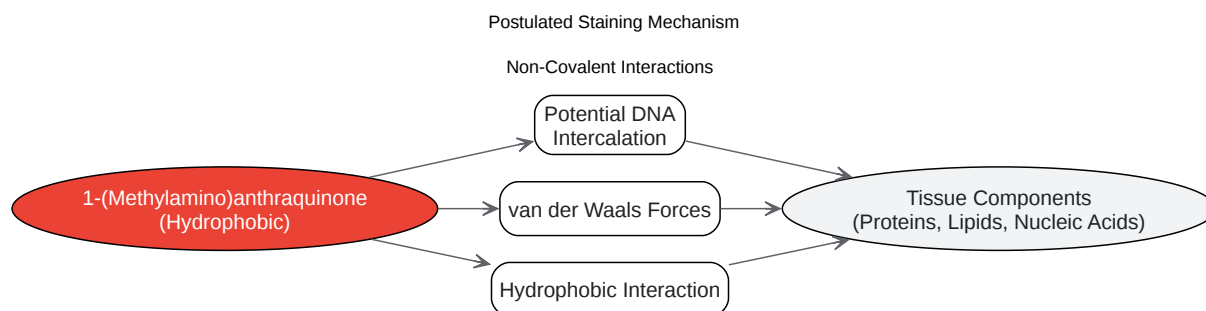 Postulated Staining Mechanism
Non-Covalent Interactions
Potential DNA
Intercalation
1-(Methylamino)anthraquinone
(Hydrophobic)
van der Waals Forces
Tissue Components
(Proteins, Lipids, Nucleic Acids)
Hydrophobic Interaction